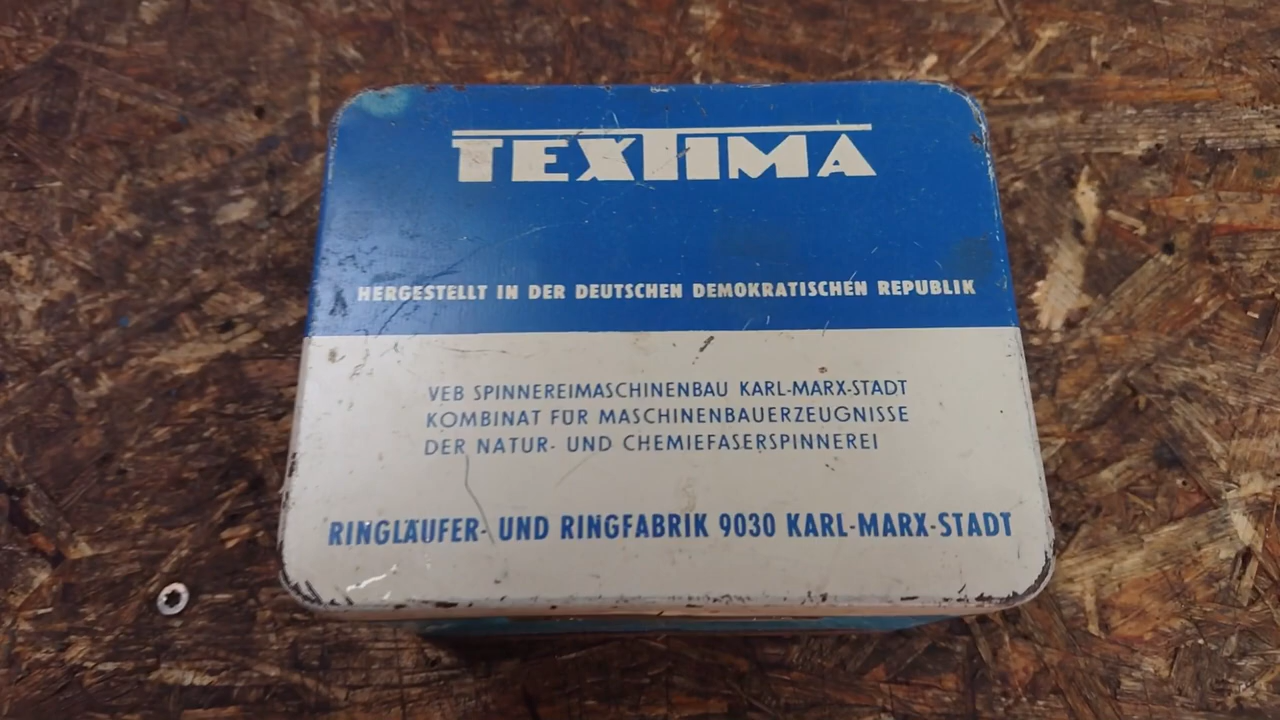 TEXTIMA
HERGESTELLT IN DER DEUTSCHEN DEMOKRATISCHEN REPUBLIK
VEB SPINNEREIMASCHINENBAU KARL-MARX-STADT
KOMBINAT FÜR MASCHINENBAUERZEUGNISSE
DER NATUR- UND CHEMIEFASERSPINNEREI
RINGLÄUFER- UND RINGFABRIK 9030 KARL-MARX-STADT